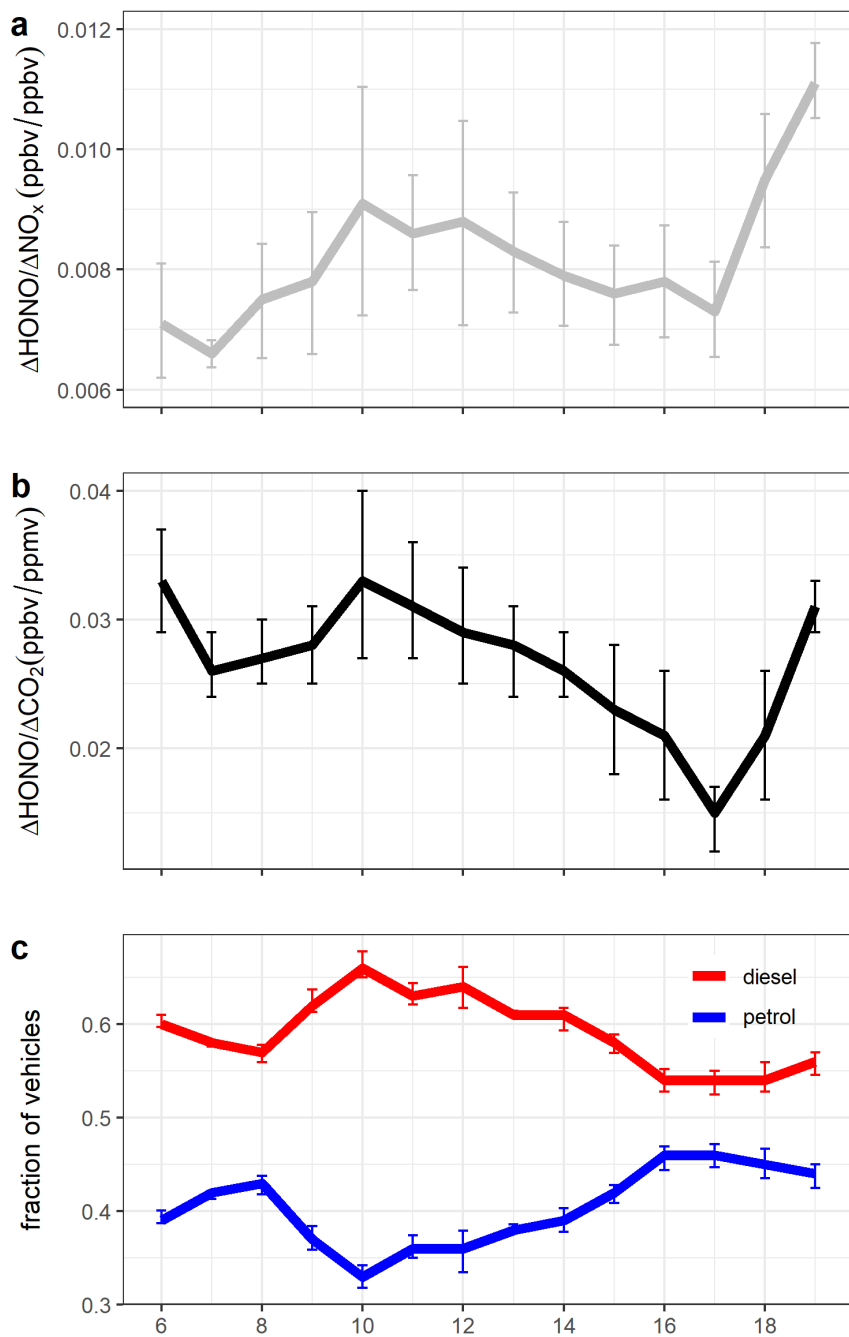 a
ΔHONO/ΔNOₓ (ppbv/ppbv)
0.012
0.010
0.008
0.006
b
ΔHONO/ΔCO₂(ppbv/ppmv)
0.04
0.03
0.02
c
fraction of vehicles
0.6
0.5
0.4
0.3
diesel
petrol
6 8 10 12 14 16 18